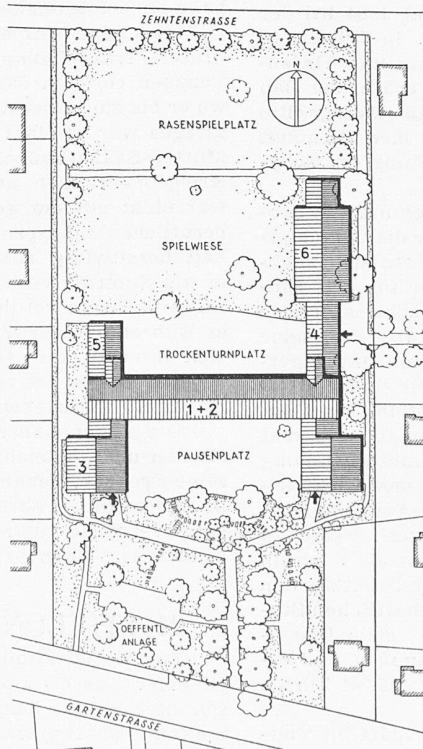 ZEHNTENSTRASSE
N
RASENSPIELPLATZ
SPIELWIESE
6
4
5
TROCKENTURNPLATZ
1+2
3
PAUSENPLATZ
OEFFENTL.
ANLAGE
GARTENSTRASSE